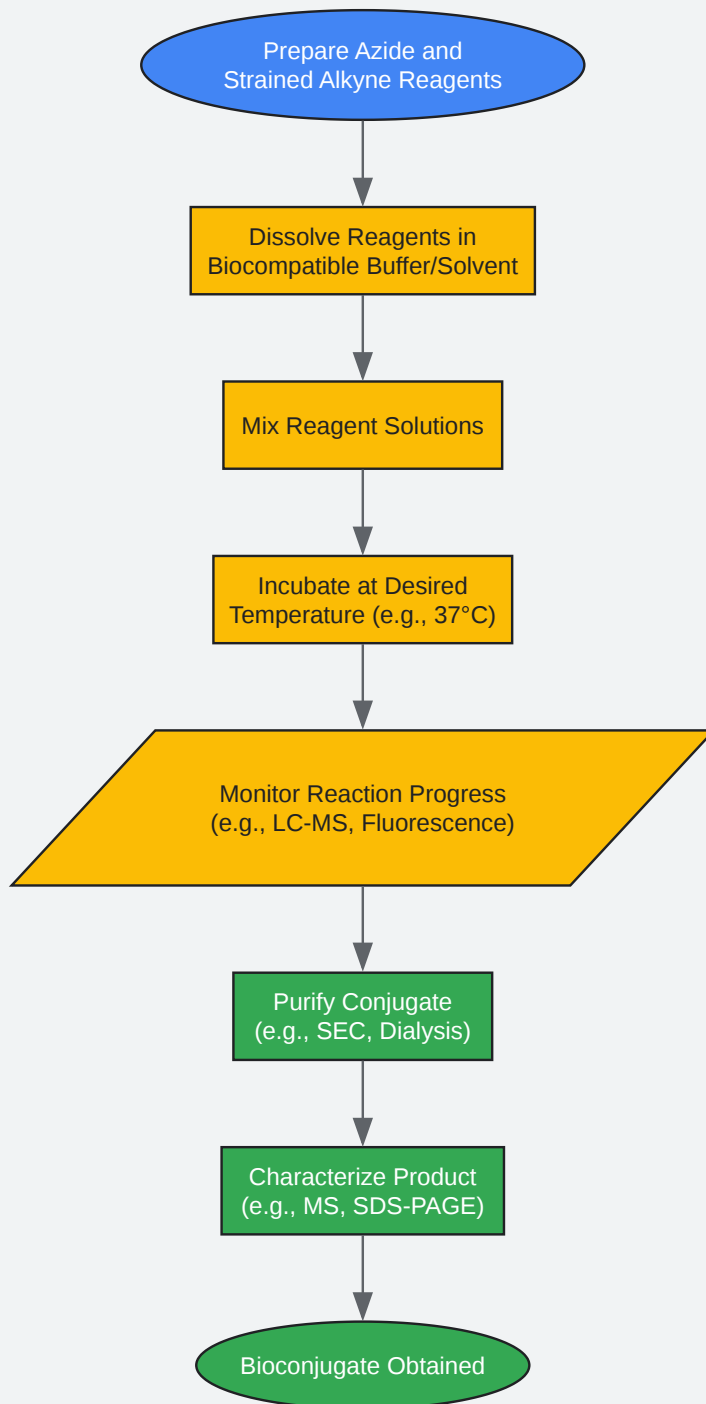 Prepare Azide and
Strained Alkyne Reagents
Dissolve Reagents in
Biocompatible Buffer/Solvent
Mix Reagent Solutions
Incubate at Desired
Temperature (e.g., 37°C)
Monitor Reaction Progress
(e.g., LC-MS, Fluorescence)
Purify Conjugate
(e.g., SEC, Dialysis)
Characterize Product
(e.g., MS, SDS-PAGE)
Bioconjugate Obtained